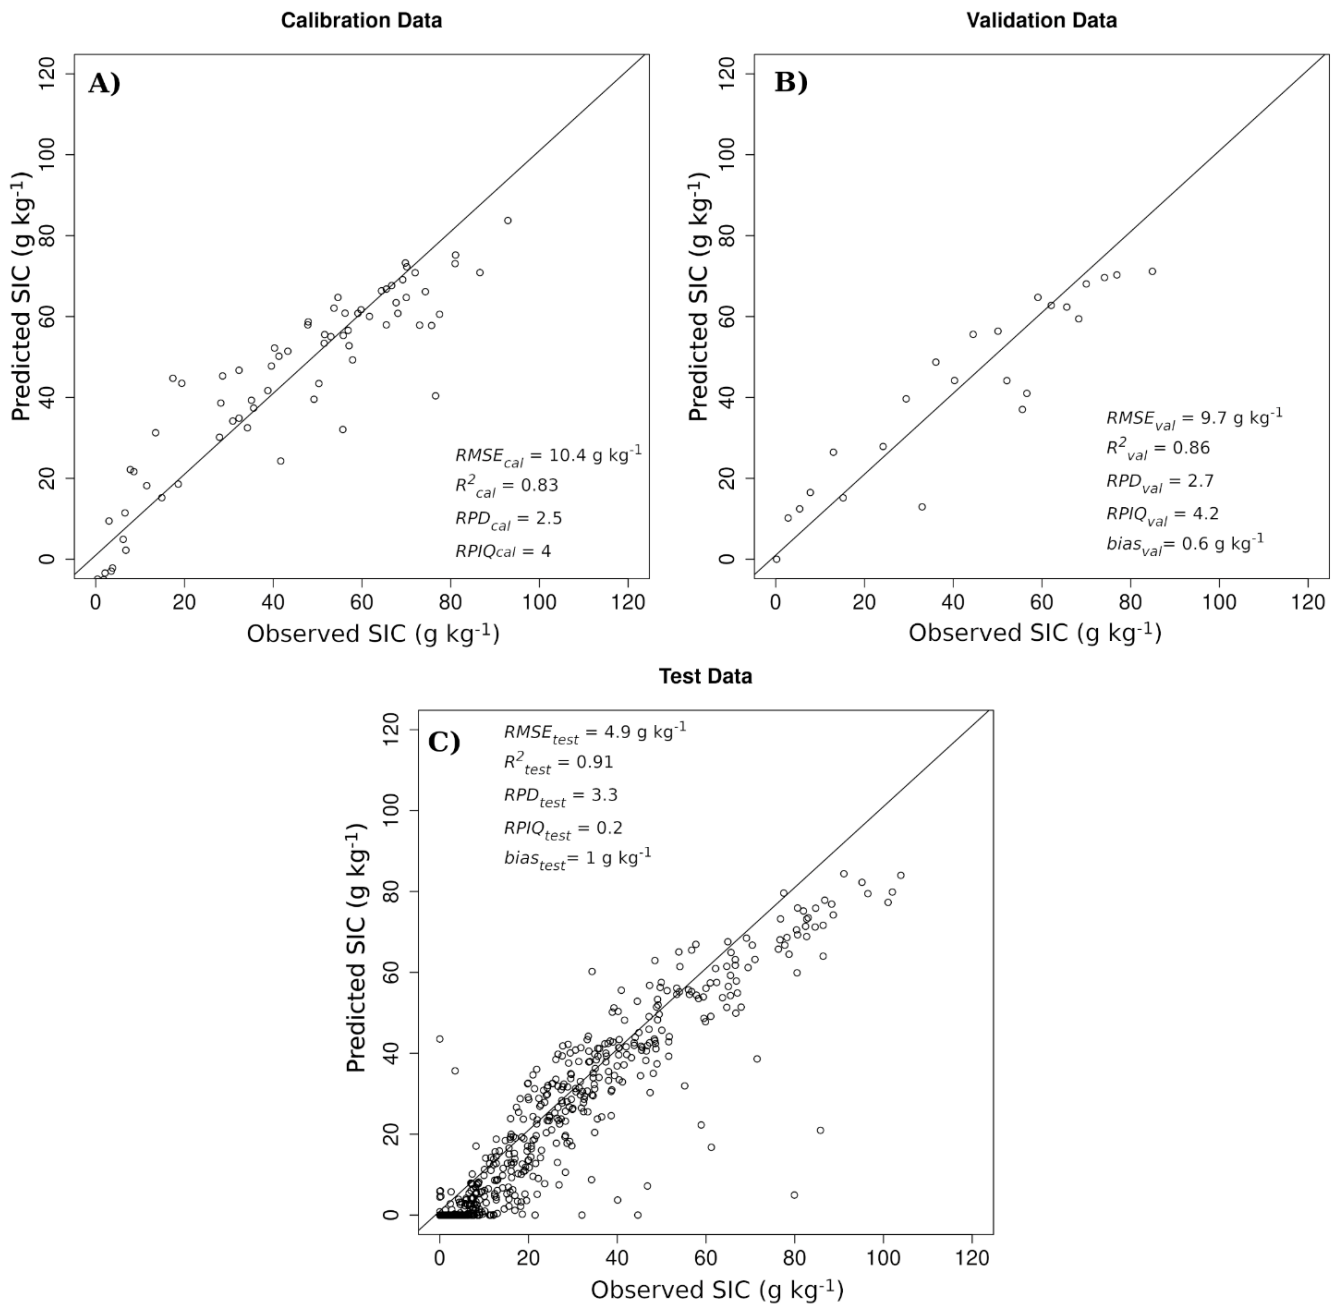 Calibration Data
A)
Predicted SIC (g kg-1)
120
100
80
60
40
20
0
RMSEcal = 10.4 g kg-1
R2cal = 0.83
RPDcal = 2.5
RPIQcal = 4
0 20 40 60 80 100 120
Observed SIC (g kg-1)
Validation Data
B)
Predicted SIC (g kg-1)
120
100
80
60
40
20
0
RMSEval = 9.7 g kg-1
R2val = 0.86
RPDval = 2.7
RPIQval = 4.2
biasval= 0.6 g kg-1
0 20 40 60 80 100 120
Observed SIC (g kg-1)
Test Data
C)
Predicted SIC (g kg-1)
120
100
80
60
40
20
0
RMSEtest = 4.9 g kg-1
R2test = 0.91
RPDtest = 3.3
RPIQtest = 0.2
biastest= 1 g kg-1
0 20 40 60 80 100 120
Observed SIC (g kg-1)